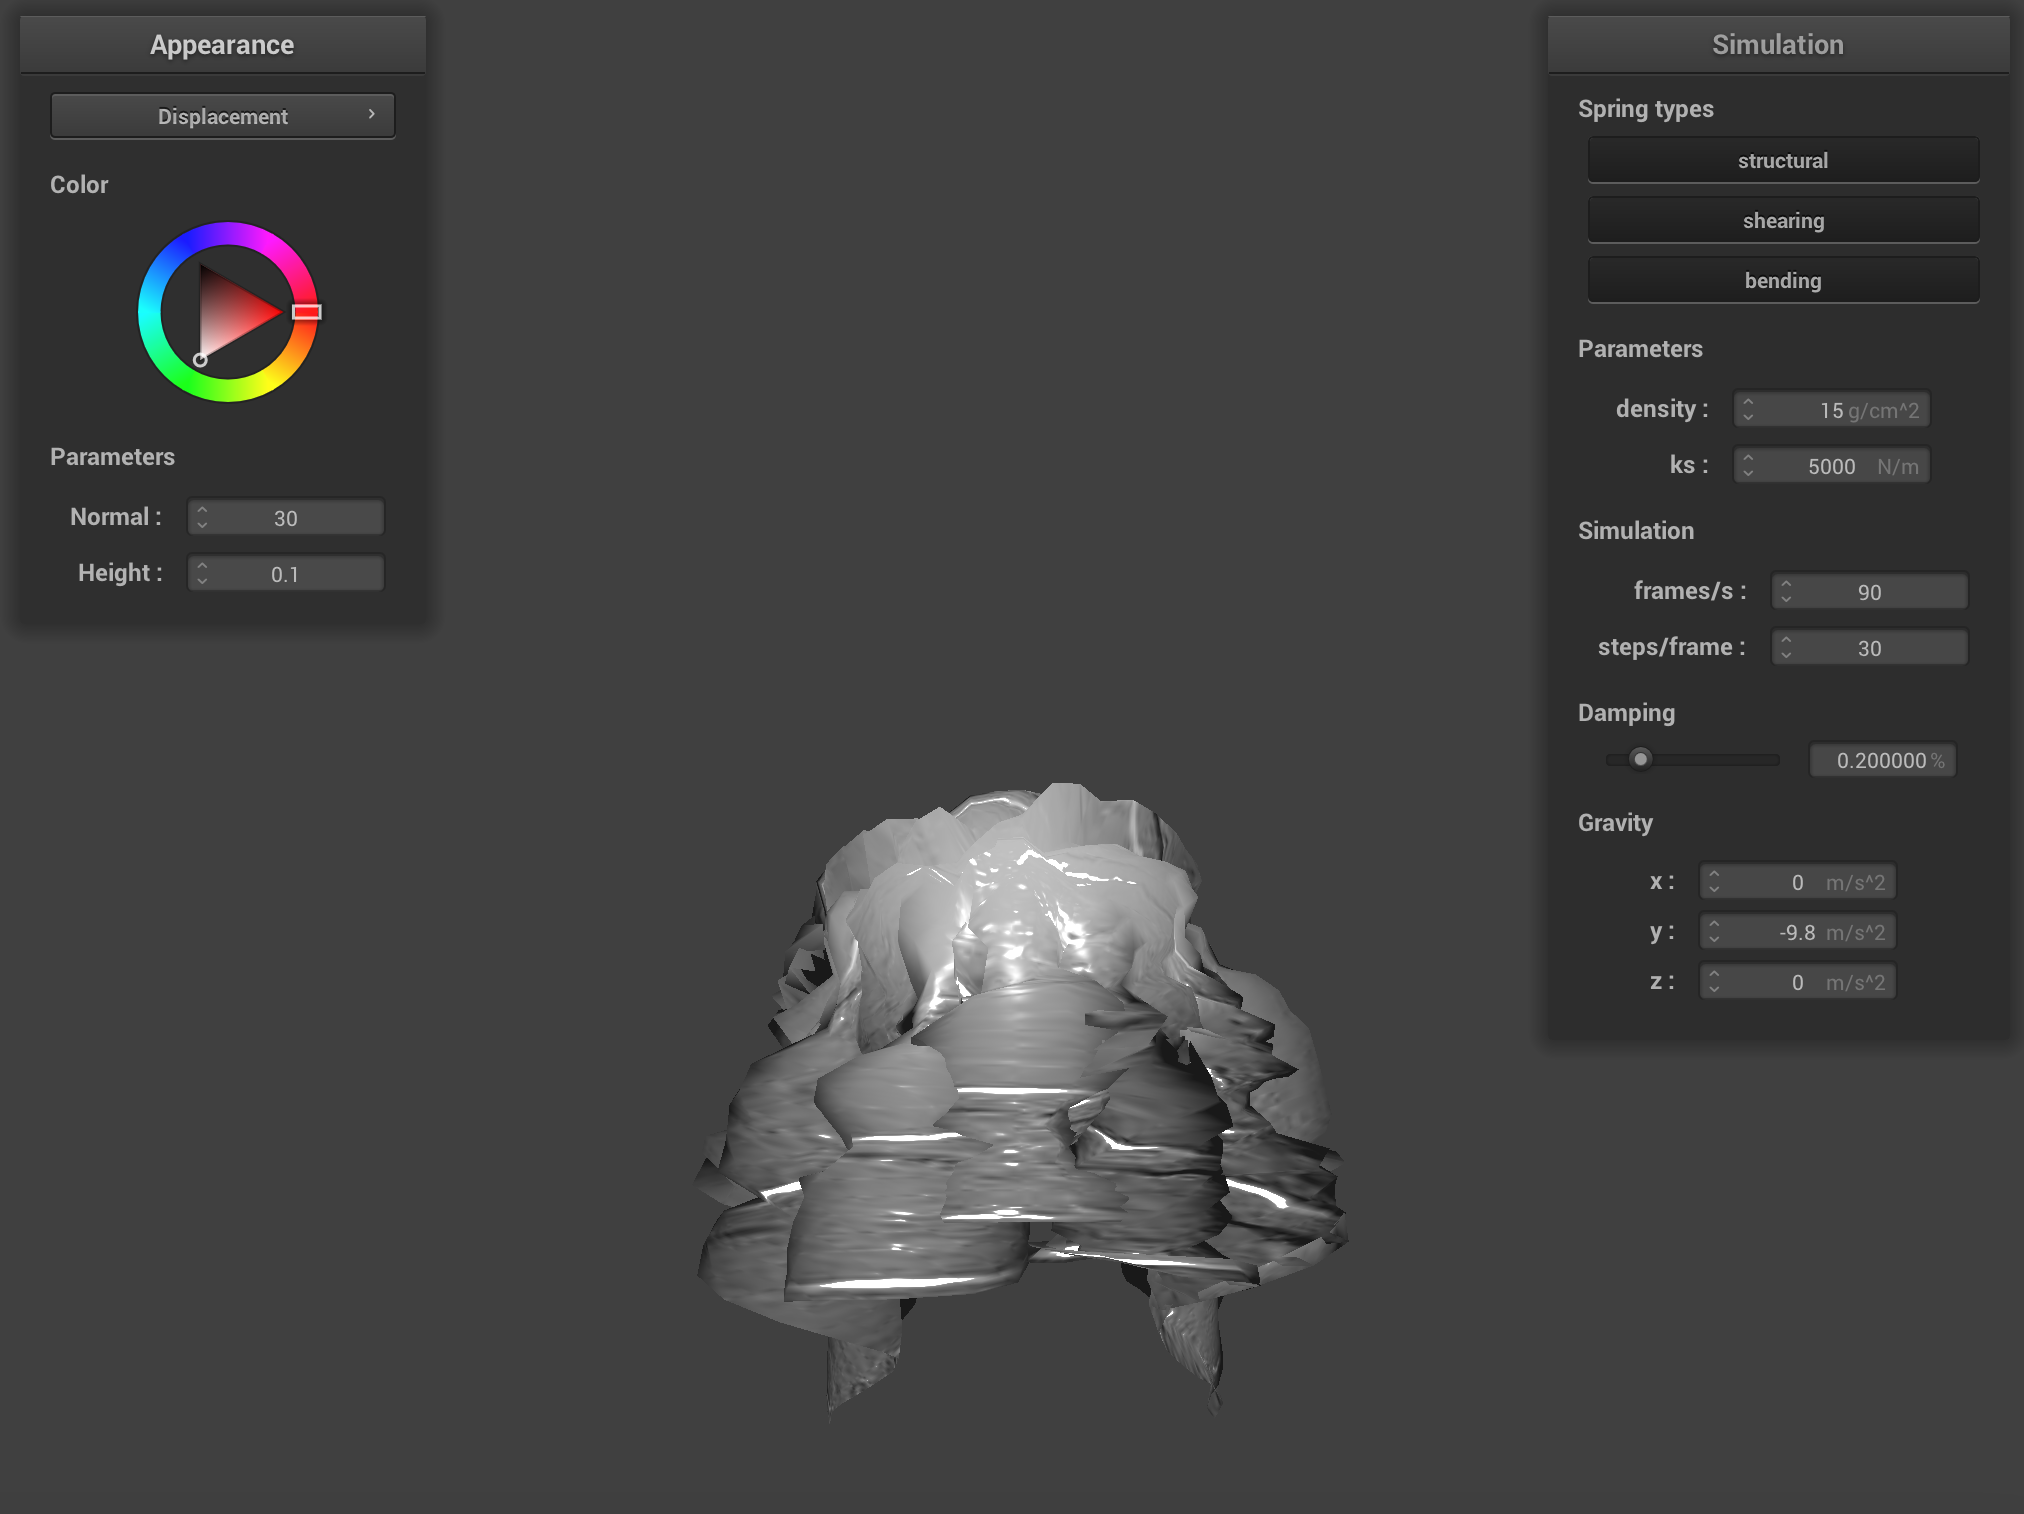 Appearance
Displacement
Color
Parameters
Normal : 30
Height : 0.1
Simulation
Spring types
structural
shearing
bending
Parameters
density : 15 g/cm^2
ks : 5000 N/m
Simulation
frames/s : 90
steps/frame : 30
Damping
0.200000 %
Gravity
x : 0 m/s^2
y : -9.8 m/s^2
z : 0 m/s^2